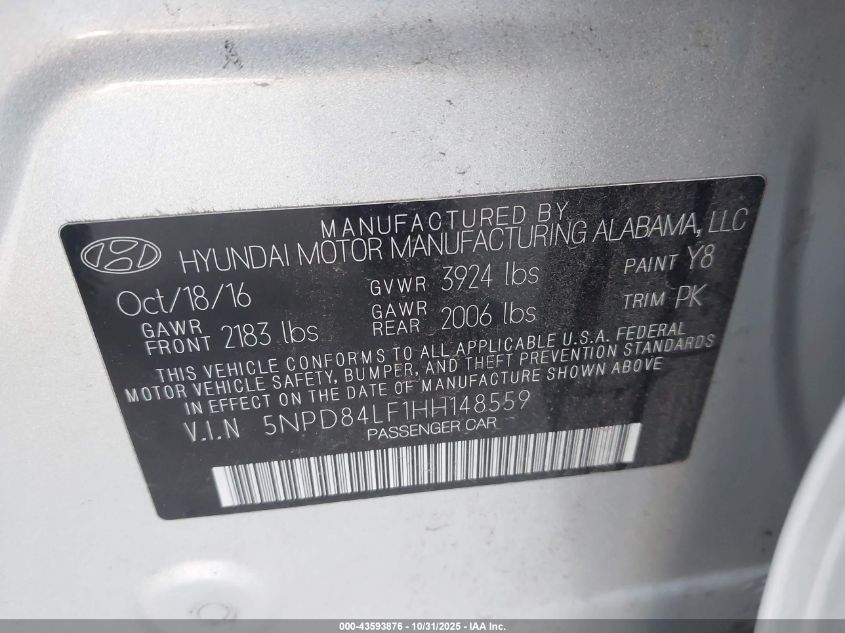 MANUFACTURED BY
HYUNDAI MOTOR MANUFACTURING ALABAMA, LLC
Oct/18/16 GVWR 3924 lbs PAINT Y8
GAWR FRONT 2183 lbs GAWR REAR 2006 lbs TRIM PK
THIS VEHICLE CONFORMS TO ALL APPLICABLE U.S.A. FEDERAL
MOTOR VEHICLE SAFETY, BUMPER, AND THEFT PREVENTION STANDARDS
IN EFFECT ON THE DATE OF MANUFACTURE SHOWN ABOVE
V.I.N 5NPD84LF1HH148559
PASSENGER CAR
000-43593876 - 10/31/2025 - IAA Inc.